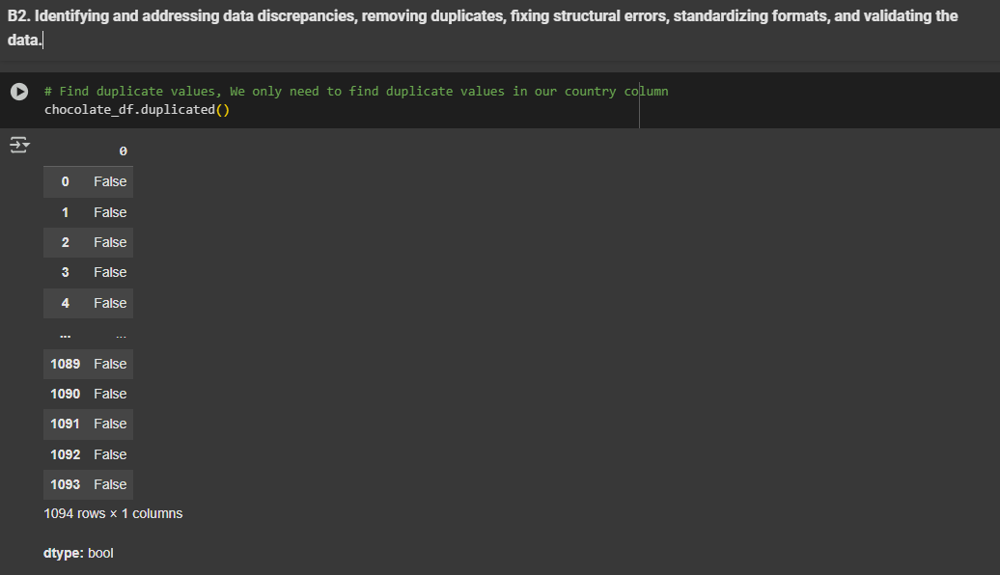 B2. Identifying and addressing data discrepancies, removing duplicates, fixing structural errors, standardizing formats, and validating the
data.
# Find duplicate values, We only need to find duplicate values in our country column
chocolate_df.duplicated()
0
0 False
1 False
2 False
3 False
4 False
... ...
1089 False
1090 False
1091 False
1092 False
1093 False
1094 rows × 1 columns
dtype: bool